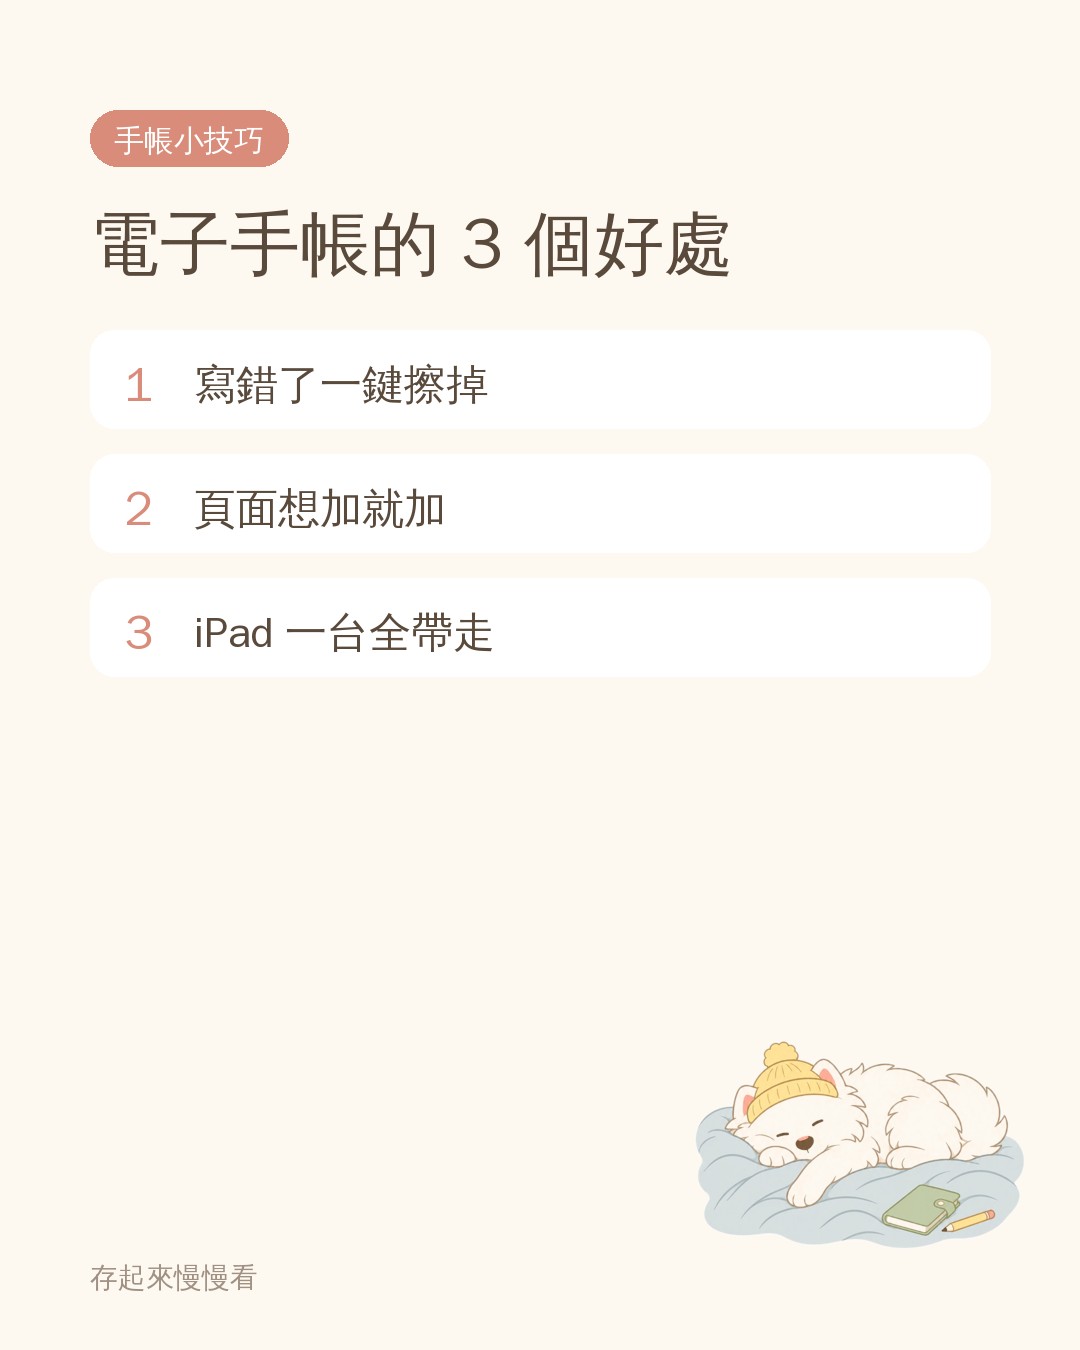 手帳小技巧
電子手帳的 3 個好處
1 寫錯了一鍵擦掉
2 頁面想加就加
3 iPad 一台全帶走
存起來慢慢看